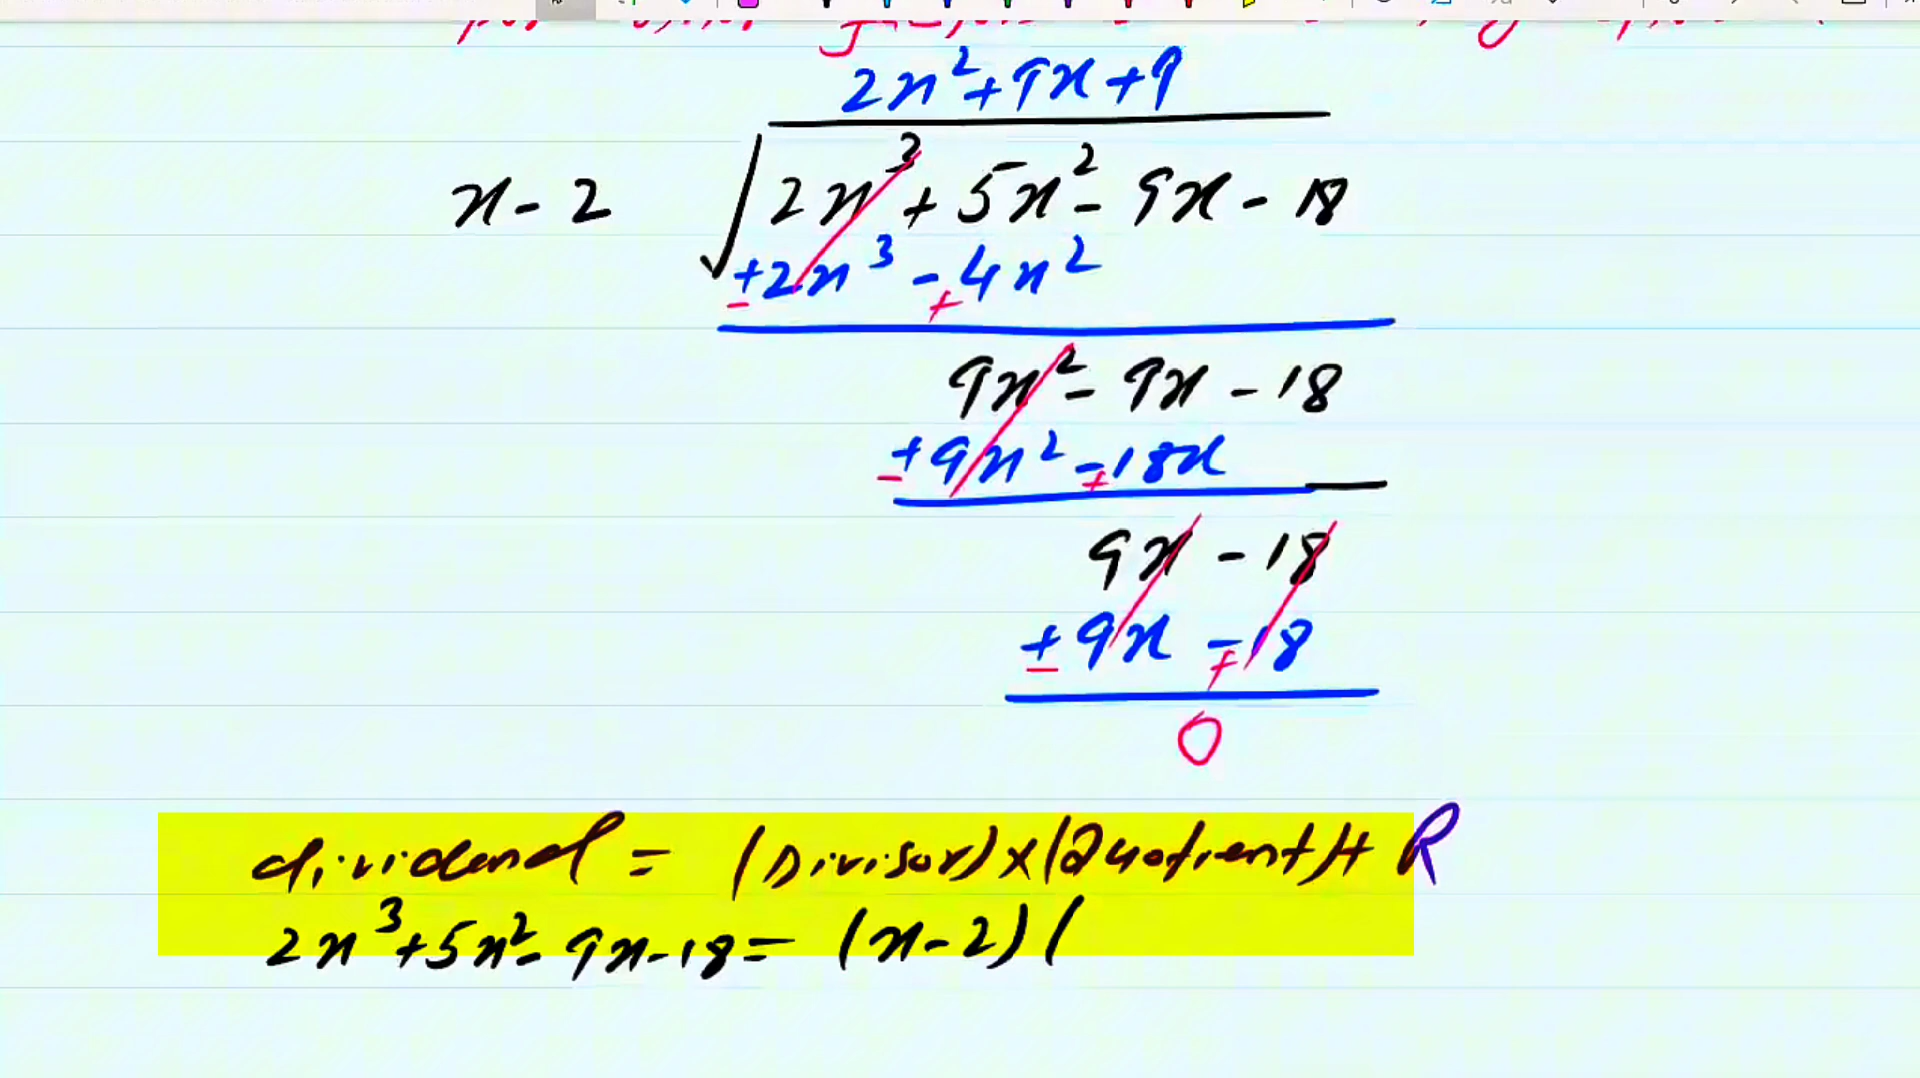 2x²+9x+9
x-2 √2x³+5x²-9x-18
±2x³-4x²
- +
9x²-9x-18
+9x²-18x
- +
9x-18
±9x-18
- +
0
dividend = (Divisor)×(Quotient)+R
2x³+5x²-9x-18=(x-2)(